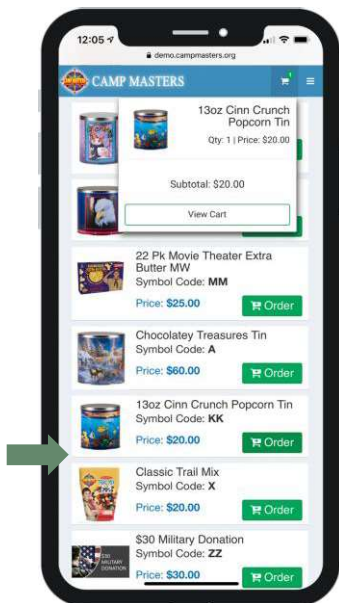 12:05
demo.campmasters.org
CAMP MASTERS
13oz Cinn Crunch
Popcorn Tin
Qty: 1 | Price: $20.00
Subtotal: $20.00
View Cart
22 Pk Movie Theater Extra
Butter MW
Symbol Code: MM
Price: $25.00
Order
Chocolatey Treasures Tin
Symbol Code: A
Price: $60.00
Order
13oz Cinn Crunch Popcorn Tin
Symbol Code: KK
Price: $20.00
Order
Classic Trail Mix
Symbol Code: X
Price: $20.00
Order
$30 Military Donation
Symbol Code: ZZ
$30
MILITARY
DONATION
Price: $30.00
Order